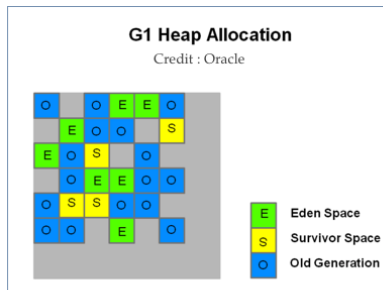 G1 Heap Allocation
Credit : Oracle
O O E E O
E O O S
E O S O
O E E O O
O S S O O
O O E O
E Eden Space
S Survivor Space
O Old Generation